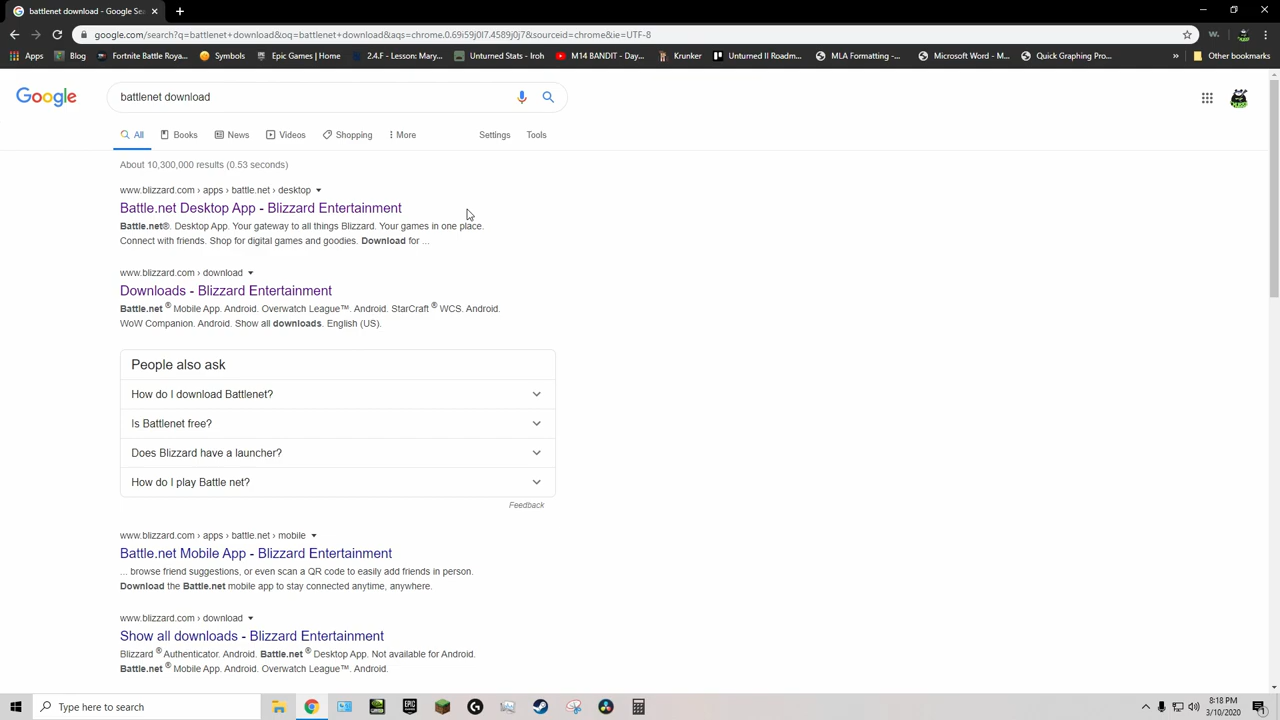 battlenet download - Google Sea
google.com/search?q=battlenet+download&oq=battlenet+download&aqs=chrome.0.69i59j0l7.4589j0j7&sourceid=chrome&ie=UTF-8
Apps Blog Fortnite Battle Roya... Symbols Epic Games | Home 2.4.F - Lesson: Mary... Unturned Stats - Iroh M14 BANDIT - Day... Krunker Unturned II Roadm... MLA Formatting -... Microsoft Word - M... Quick Graphing Pro... » Other bookmarks
Google
battlenet download
All Books News Videos Shopping More Settings Tools
About 10,300,000 results (0.53 seconds)
www.blizzard.com › apps › battle.net › desktop
Battle.net Desktop App - Blizzard Entertainment
Battle.net®. Desktop App. Your gateway to all things Blizzard. Your games in one place.
Connect with friends. Shop for digital games and goodies. Download for ...
www.blizzard.com › download
Downloads - Blizzard Entertainment
Battle.net ® Mobile App. Android. Overwatch League™. Android. StarCraft ® WCS. Android.
WoW Companion. Android. Show all downloads. English (US).
People also ask
How do I download Battlenet?
Is Battlenet free?
Does Blizzard have a launcher?
How do I play Battle net?
Feedback
www.blizzard.com › apps › battle.net › mobile
Battle.net Mobile App - Blizzard Entertainment
... browse friend suggestions, or even scan a QR code to easily add friends in person.
Download the Battle.net mobile app to stay connected anytime, anywhere.
www.blizzard.com › download
Show all downloads - Blizzard Entertainment
Blizzard ® Authenticator. Android. Battle.net ® Desktop App. Not available for Android.
Battle.net ® Mobile App. Android. Overwatch League™. Android.
Type here to search
8:18 PM
3/10/2020